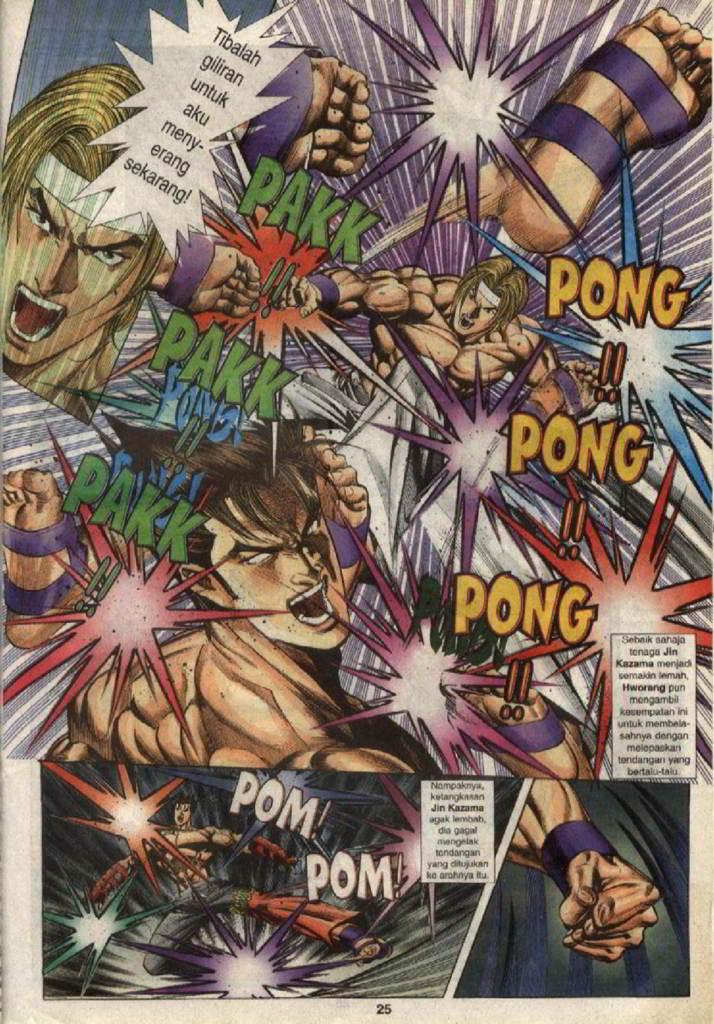 Tibalah
giliran
untuk
aku
meny-
erang
sekarang!
PAKK
!!
PONG
!!
PAKK
!!
PONG
!!
PAKK
!!
PONG
!!
Sebaik sahaja
tenaga Jin
Kazama menjadi
semakin lemah,
Hworang pun
mengambil
kesempatan ini
untuk membela-
sahnya dengan
melepaskan
tendangan yang
bertalu-talu.
POM!
POM!
Nampaknya,
ketangkasan
Jin Kazama
agak lembab,
dia gagal
mengelak
tendangan
yang ditujukan
ke arahnya itu.
25